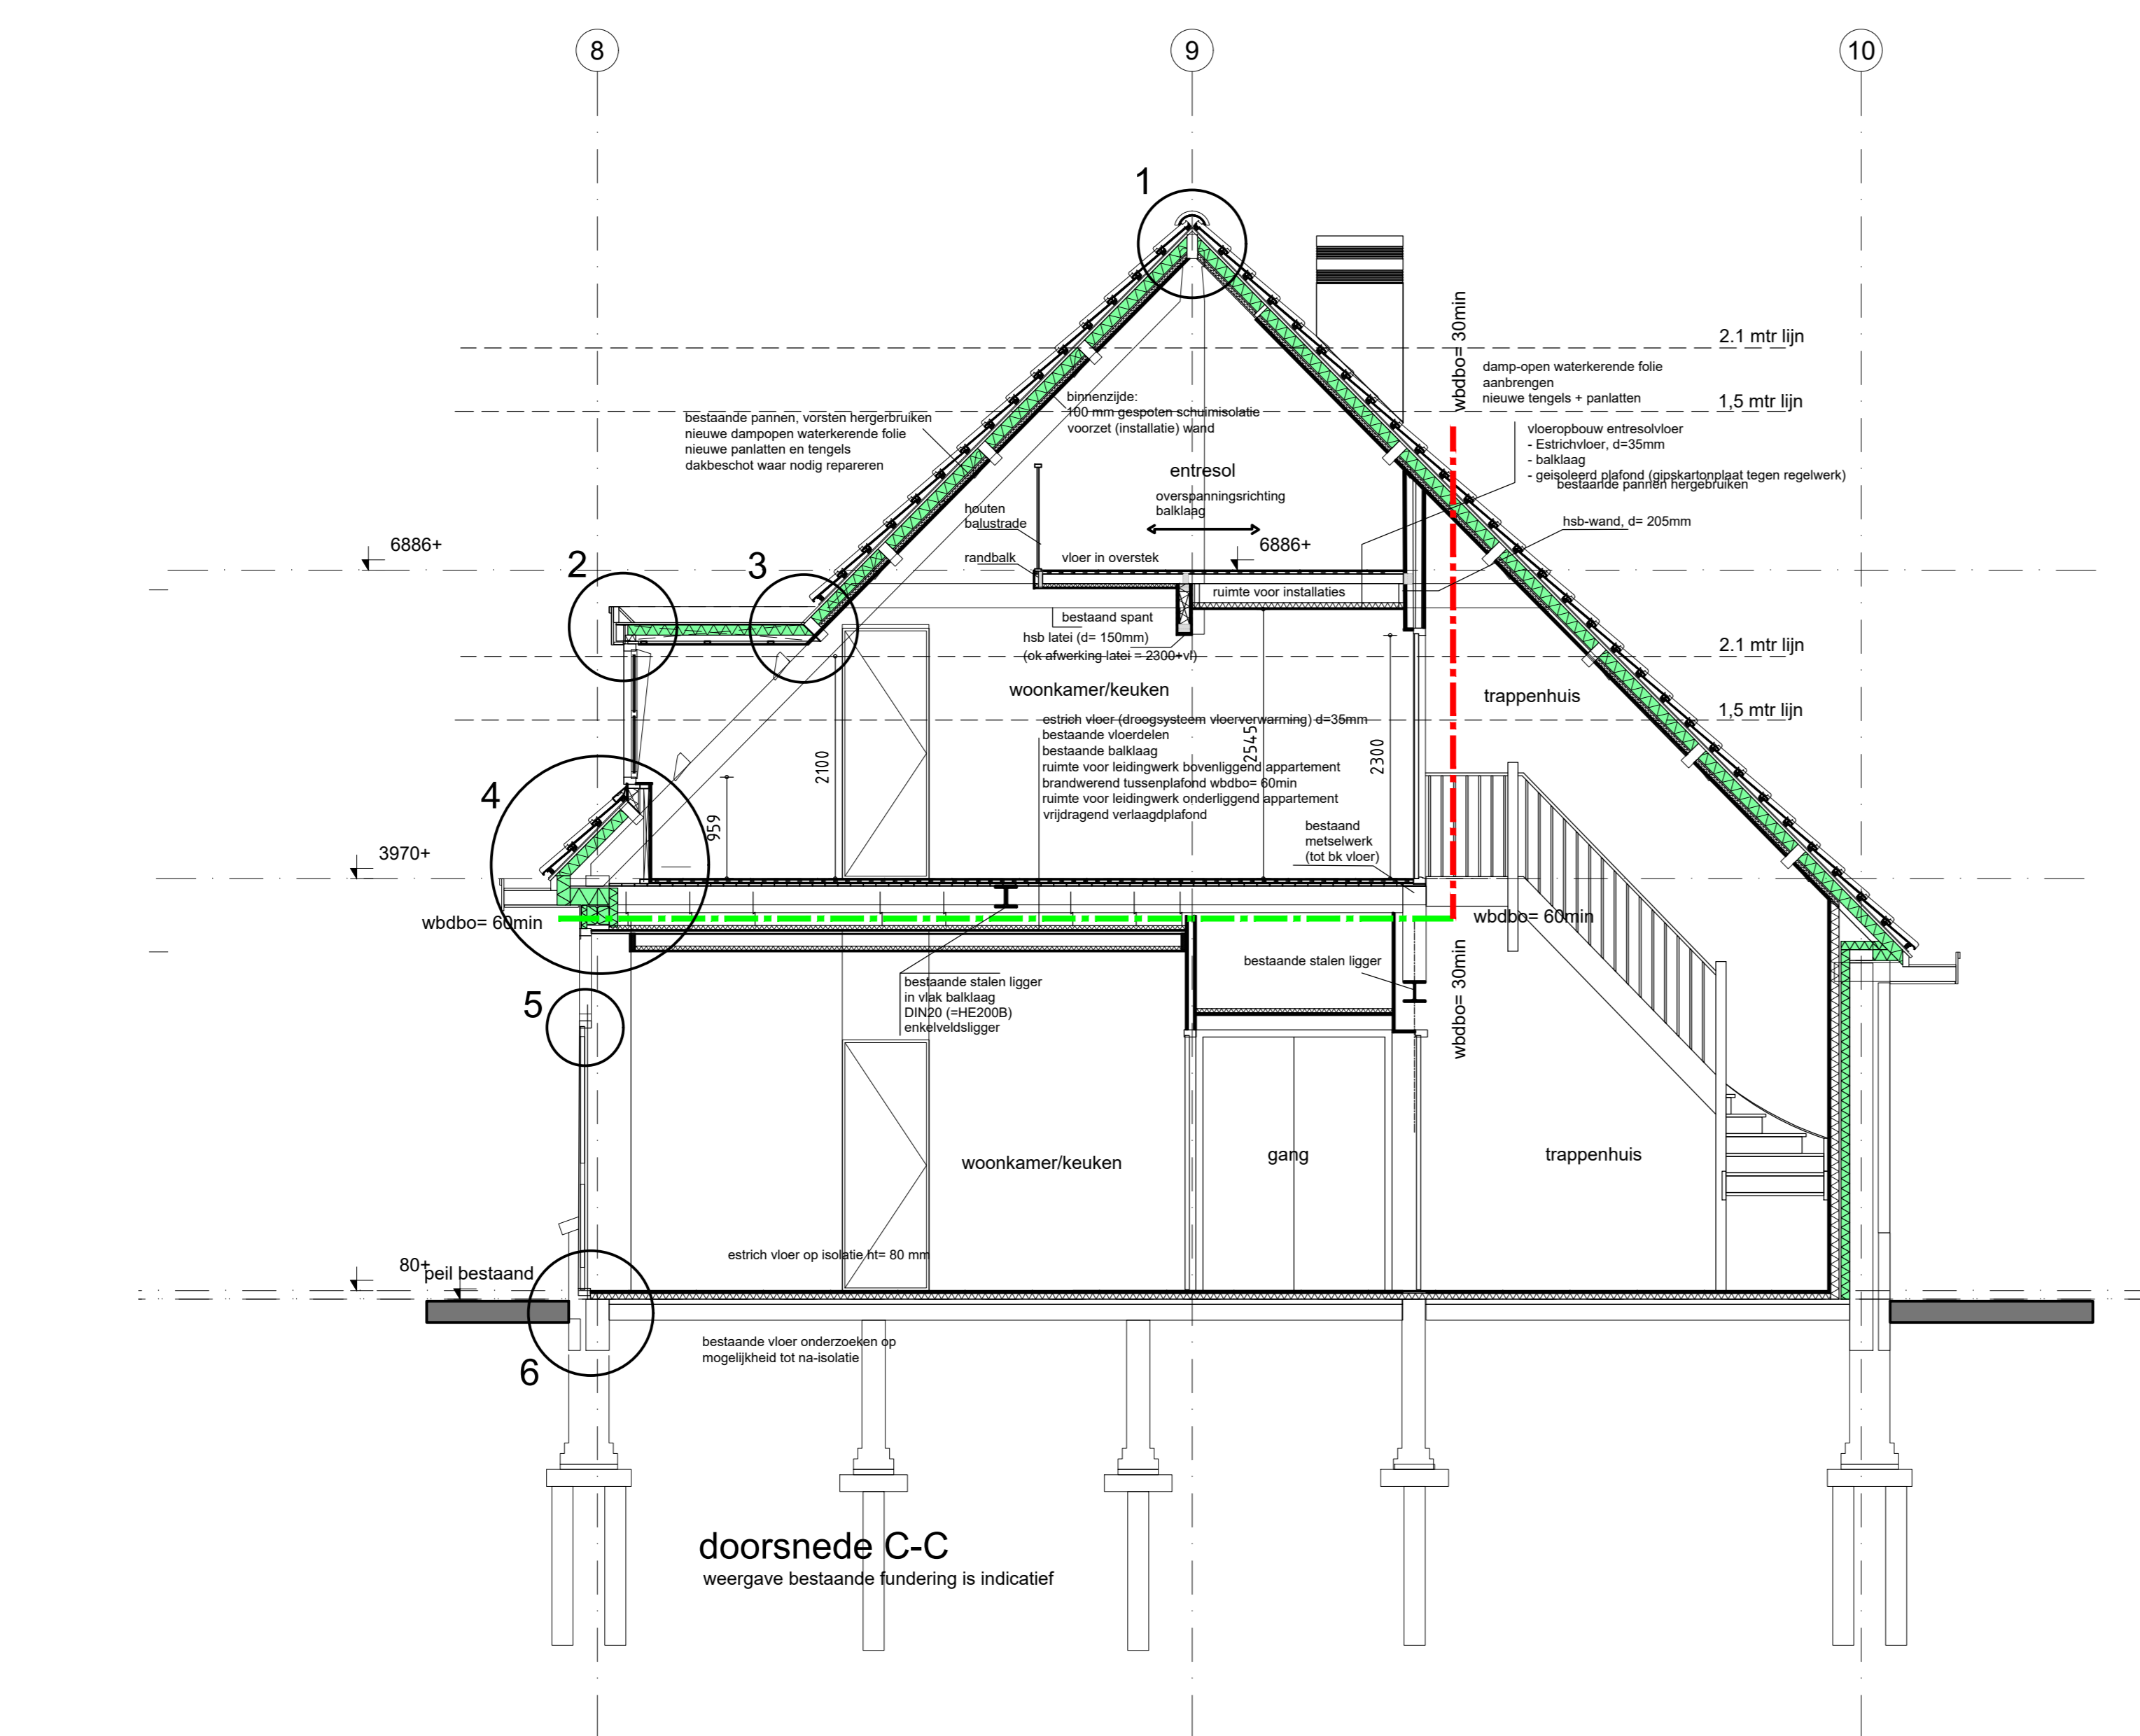 8
9
10
1
2.1 mtr lijn
wbdbo= 30min
damp-open waterkerende folie
aanbrengen
nieuwe tengels + panlatten
1,5 mtr lijn
binnenzijde:
100 mm gespoten schuimisolatie
voorzet (installatie) wand
bestaande pannen, vorsten hergerbruiken
nieuwe dampopen waterkerende folie
nieuwe panlatten en tengels
dakbeschot waar nodig repareren
vloeropbouw entresolvloer
- Estrichvloer, d=35mm
- balklaag
- geisoleerd plafond (gipskartonplaat tegen regelwerk)
bestaande pannen hergebruiken
entresol
overspanningsrichting
balklaag
houten
balustrade
hsb-wand, d= 205mm
6886+
6886+
randbalk
vloer in overstek
2
3
ruimte voor installaties
bestaand spant
hsb latei (d= 150mm)
(ok afwerking latei = 2300+vl)
2.1 mtr lijn
woonkamer/keuken
trappenhuis
1,5 mtr lijn
estrich vloer (droogsysteem vloerverwarming) d=35mm
bestaande vloerdelen
bestaande balklaag
ruimte voor leidingwerk bovenliggend appartement
brandwerend tussenplafond wbdbo= 60min
ruimte voor leidingwerk onderliggend appartement
vrijdragend verlaagdplafond
2100
2545
2300
959
4
bestaand
metselwerk
(tot bk vloer)
3970+
wbdbo= 60min
wbdbo= 60min
wbdbo= 30min
bestaande stalen ligger
bestaande stalen ligger
in vlak balklaag
DIN20 (=HE200B)
enkelveldsligger
5
woonkamer/keuken
gang
trappenhuis
estrich vloer op isolatie ht= 80 mm
80+
peil bestaand
6
bestaande vloer onderzoeken op
mogelijkheid tot na-isolatie
doorsnede C-C
weergave bestaande fundering is indicatief